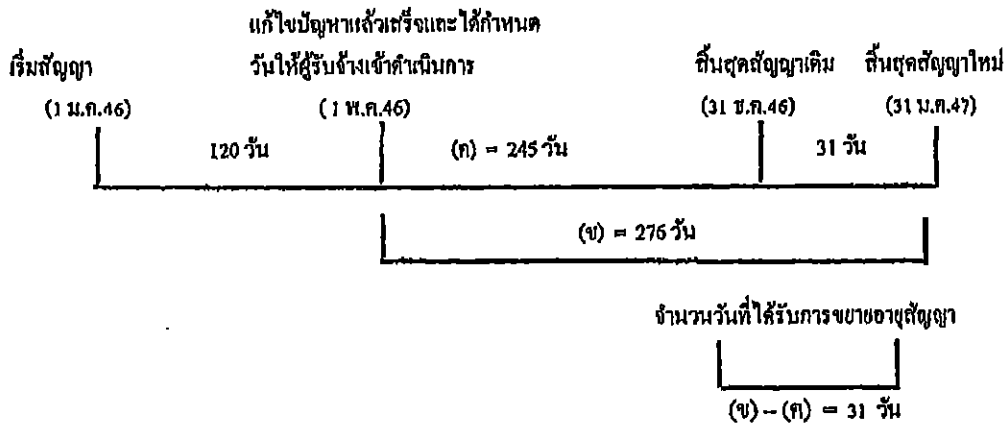 แก้ไขปัญหาแล้วเสร็จและได้กำหนด
เริ่มสัญญา วันให้ผู้รับจ้างเข้าดำเนินการ สิ้นสุดสัญญาเดิม สิ้นสุดสัญญาใหม่
(1 ม.ค.46) (1 พ.ค.46) (31 ธ.ค.46) (31 ม.ค.47)
120 วัน (ค) = 245 วัน 31 วัน
(ข) = 276 วัน
จำนวนวันที่ได้รับการขยายอายุสัญญา
(ข) – (ค) = 31 วัน